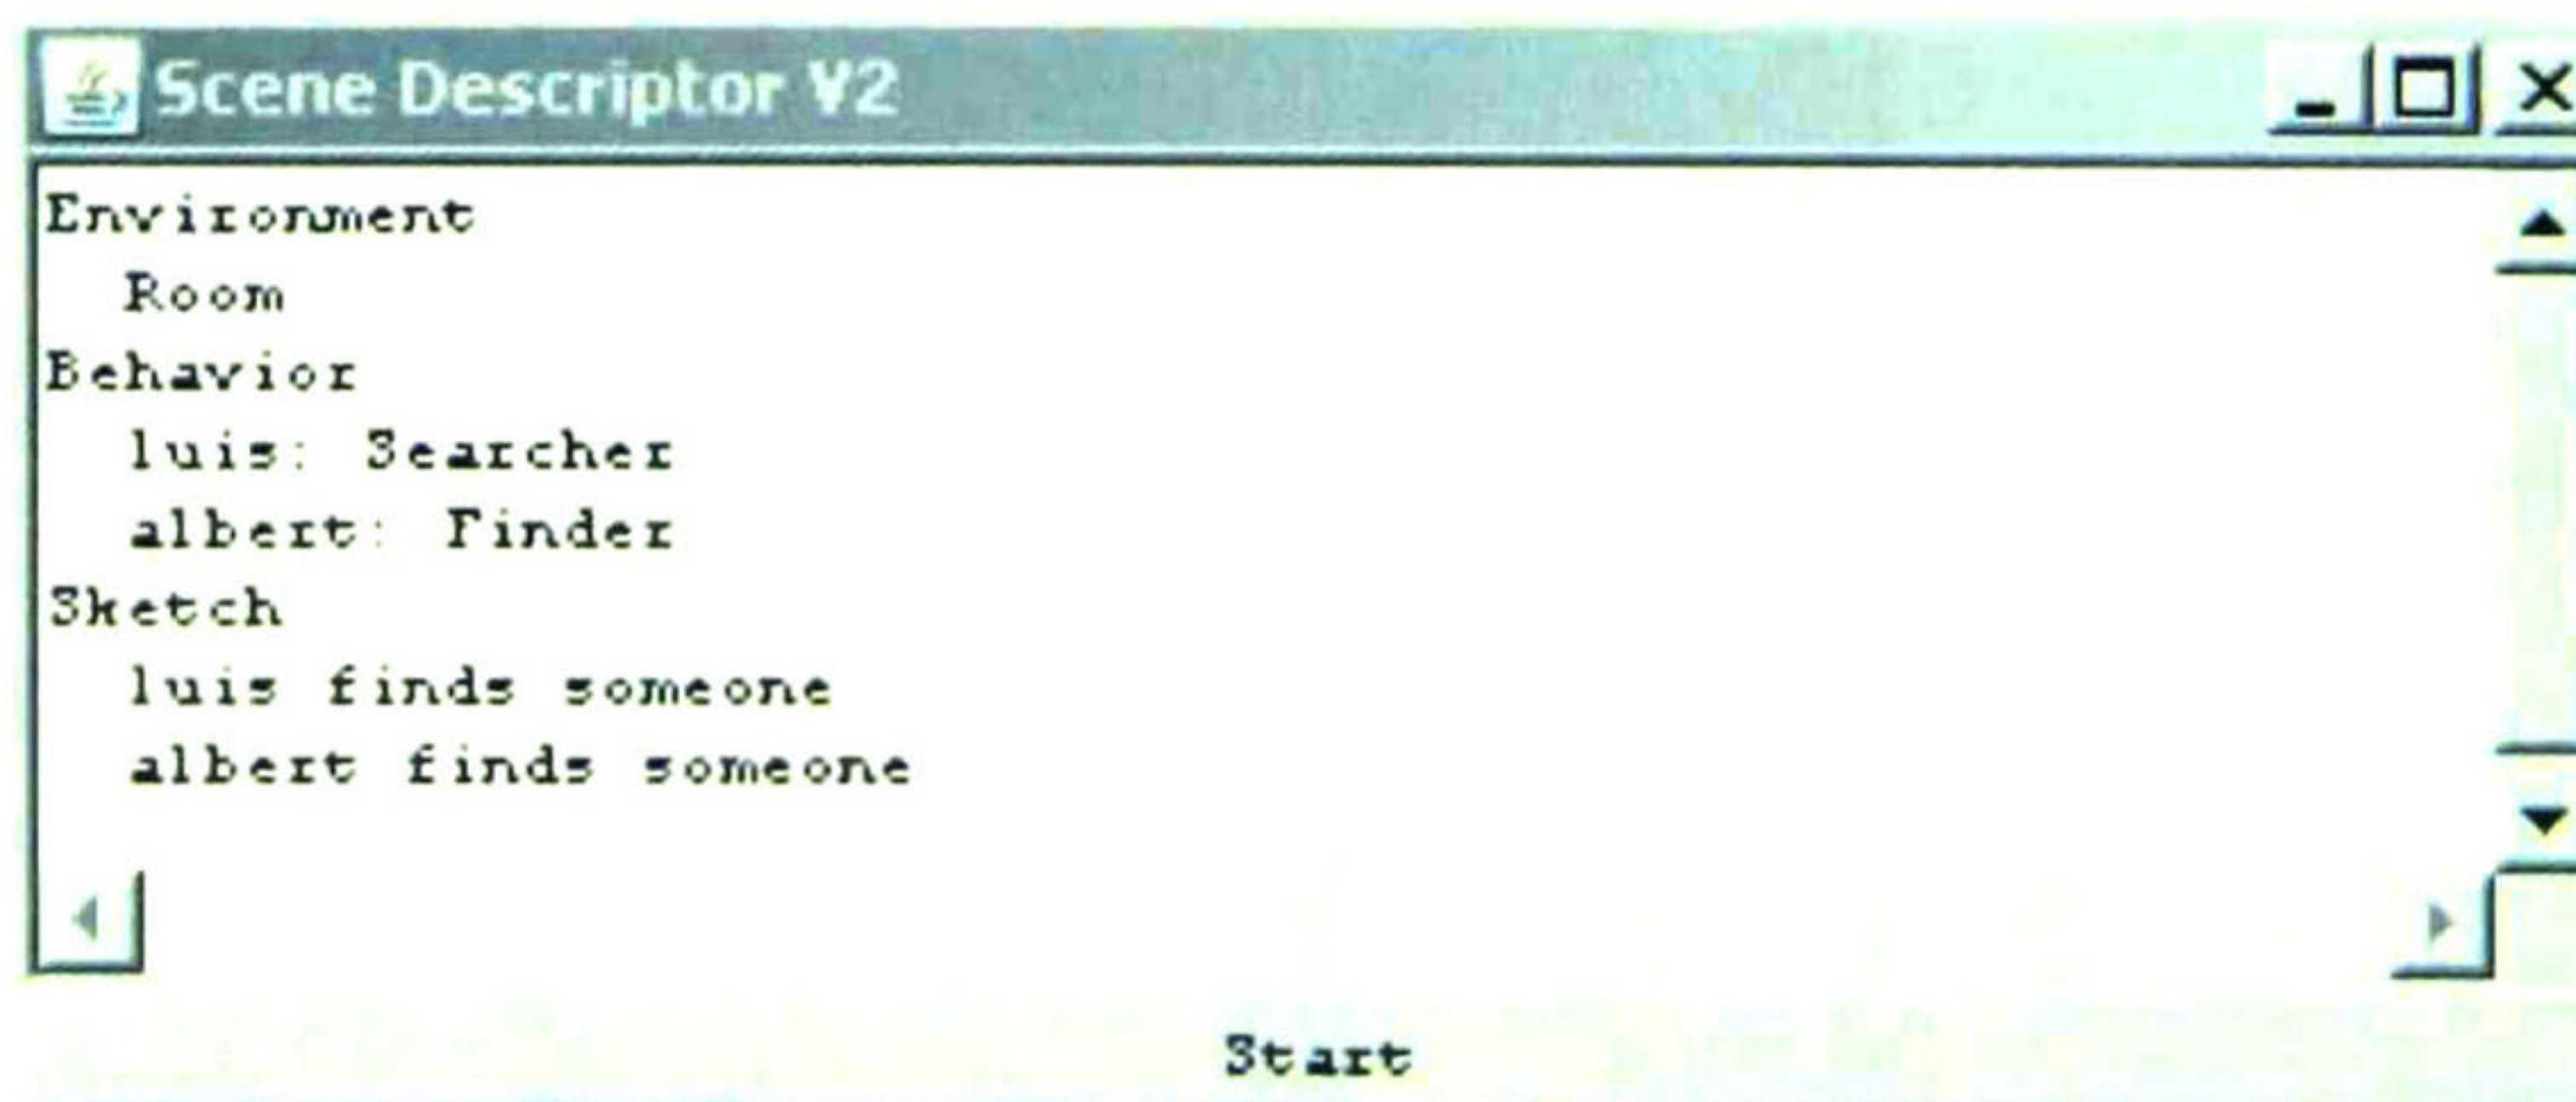 Scene Descriptor V2
Environment
  Room
Behavior
  luis: Searcher
  albert: Finder
Sketch
  luis finds someone
  albert finds someone
Start